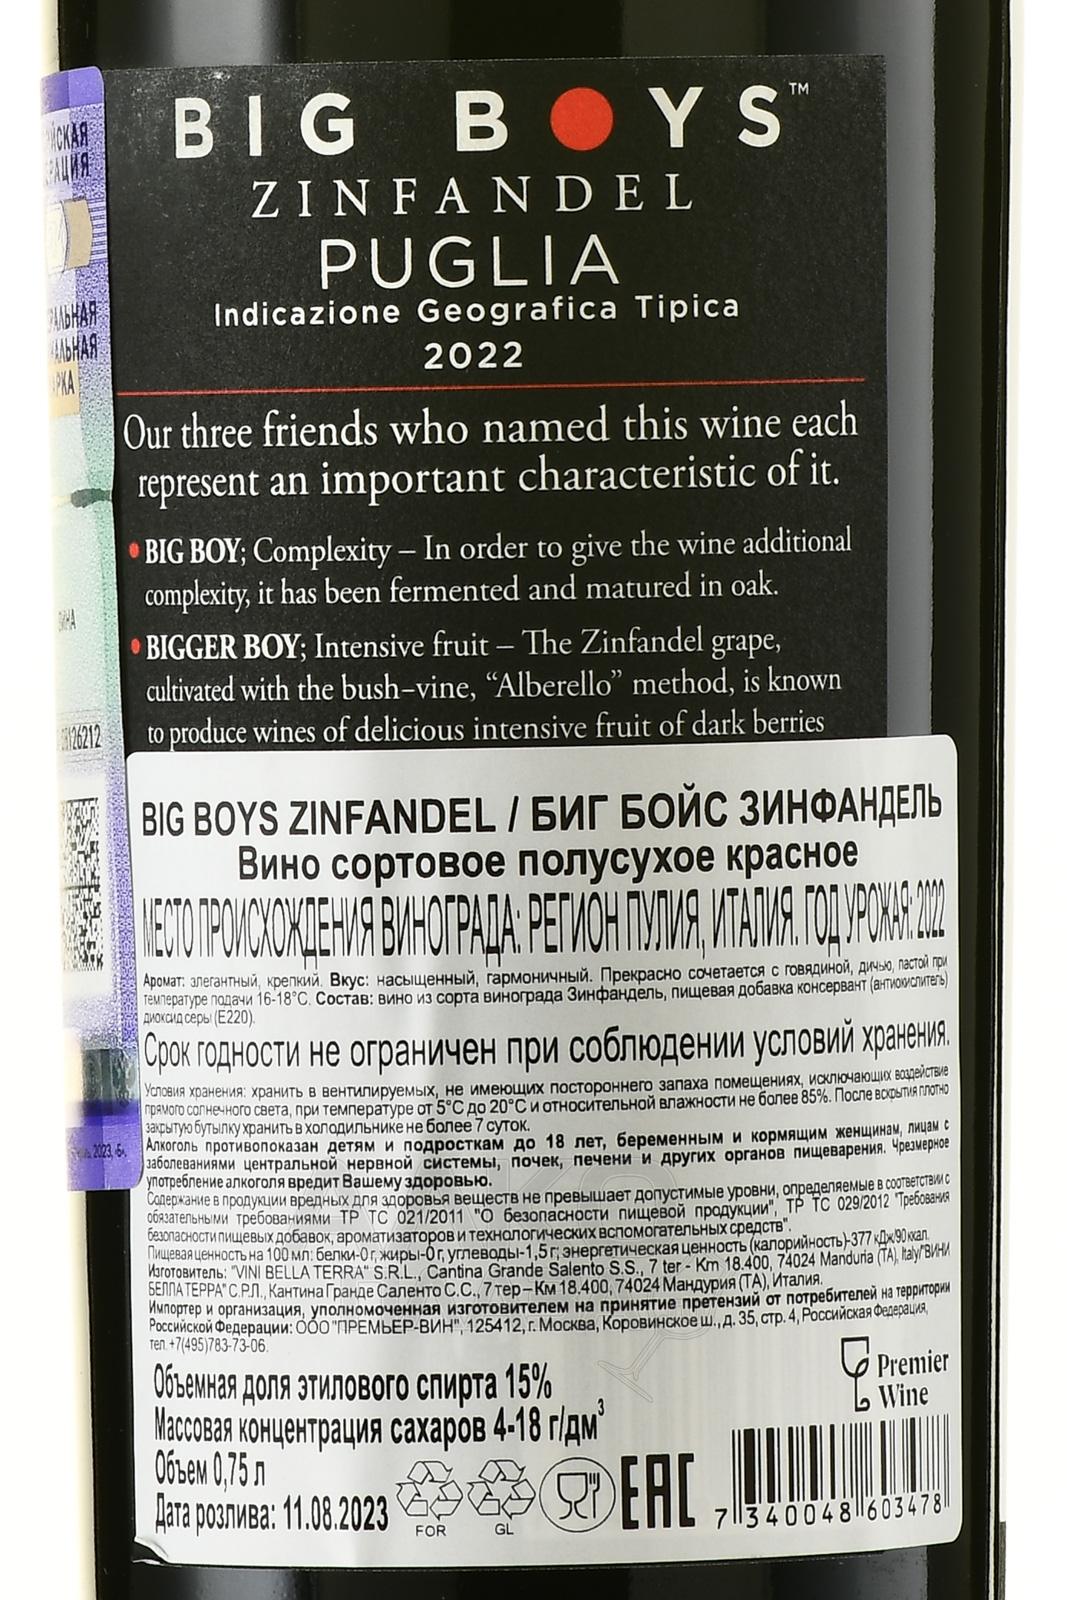 BIG BOYS™
ZINFANDEL
PUGLIA
Indicazione Geografica Tipica
2022
Our three friends who named this wine each
represent an important characteristic of it.
• BIG BOY; Complexity – In order to give the wine additional
complexity, it has been fermented and matured in oak.
• BIGGER BOY; Intensive fruit – The Zinfandel grape,
cultivated with the bush-vine, “Alberello” method, is known
to produce wines of delicious intensive fruit of dark berries
BIG BOYS ZINFANDEL / БИГ БОЙС ЗИНФАНДЕЛЬ
Вино сортовое полусухое красное
МЕСТО ПРОИСХОЖДЕНИЯ ВИНОГРАДА: РЕГИОН ПУЛИЯ, ИТАЛИЯ. ГОД УРОЖАЯ: 2022
Аромат: элегантный, крепкий. Вкус: насыщенный, гармоничный. Прекрасно сочетается с говядиной, дичью, пастой при
температуре подачи 16-18°С. Состав: вино из сорта винограда Зинфандель, пищевая добавка консервант (антиокислитель)
диоксид серы (Е220).
Срок годности не ограничен при соблюдении условий хранения.
Условия хранения: хранить в вентилируемых, не имеющих постороннего запаха помещениях, исключающих воздействие
прямого солнечного света, при температуре от 5°С до 20°С и относительной влажности не более 85%. После вскрытия плотно
закрытую бутылку хранить в холодильнике не более 7 суток.
Алкоголь противопоказан детям и подросткам до 18 лет, беременным и кормящим женщинам, лицам с
заболеваниями центральной нервной системы, почек, печени и других органов пищеварения. Чрезмерное
употребление алкоголя вредит Вашему здоровью.
Содержание в продукции вредных для здоровья веществ не превышает допустимые уровни, определяемые в соответствии с
обязательными требованиями ТР ТС 021/2011 "О безопасности пищевой продукции", ТР ТС 029/2012 "Требования
безопасности пищевых добавок, ароматизаторов и технологических вспомогательных средств".
Пищевая ценность на 100 мл: белки-0 г, жиры-0 г, углеводы-1,5 г; энергетическая ценность (калорийность)-377 кДж/90 ккал.
Изготовитель: "VINI BELLA TERRA" S.R.L., Cantina Grande Salento S.S., 7 ter - Km 18.400, 74024 Manduria (TA), Italy/"ВИНИ
БЕЛЛА ТЕРРА" С.Р.Л., Кантина Гранде Саленто С.С., 7 тер – Км 18.400, 74024 Мандурия (ТА), Италия.
Импортер и организация, уполномоченная изготовителем на принятие претензий от потребителей на территории
Российской Федерации: ООО "ПРЕМЬЕР-ВИН", 125412, г. Москва, Коровинское ш., д. 35, стр. 4, Российская Федерация,
тел. +7(495)783-73-06.
Объемная доля этилового спирта 15%
Массовая концентрация сахаров 4-18 г/дм³
Объем 0,75 л
Дата розлива: 11.08.2023
FOR
GL
EAC
Premier
Wine
7 340048 603478